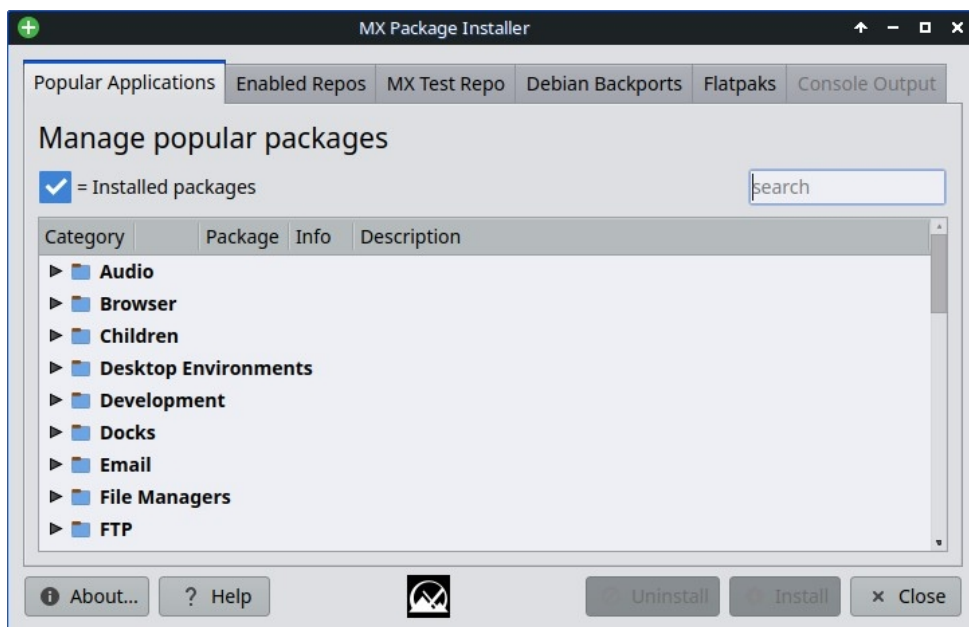 MX Package Installer
Popular Applications Enabled Repos MX Test Repo Debian Backports Flatpaks Console Output
Manage popular packages
= Installed packages search
Category Package Info Description
Audio
Browser
Children
Desktop Environments
Development
Docks
Email
File Managers
FTP
About... ? Help Uninstall Install Close